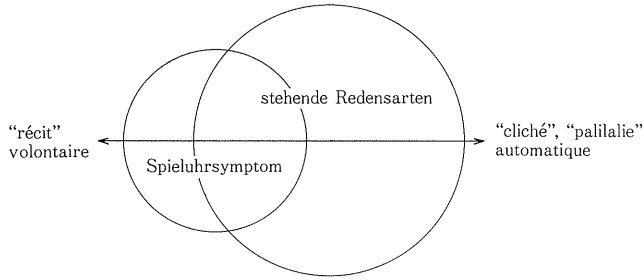 stehende Redensarten
“récit”
volontaire
“cliché”, “palilalie”
automatique
Spieluhrsymptom